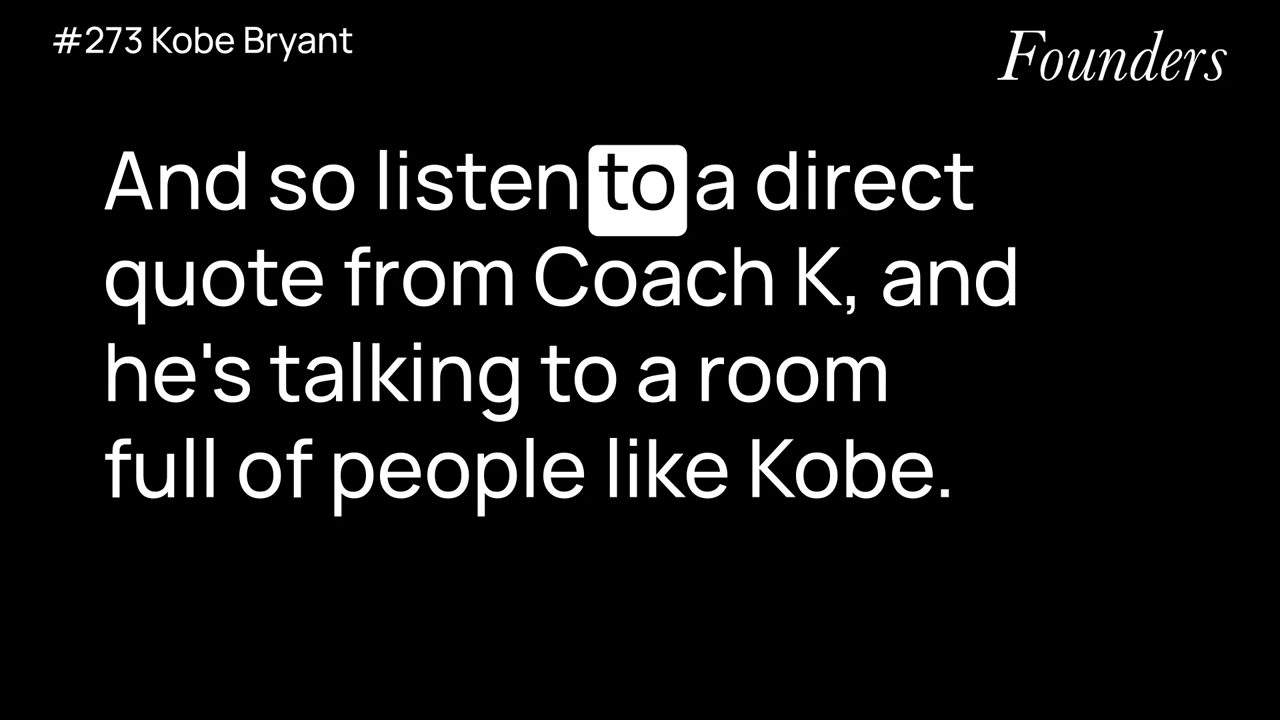 #273 Kobe Bryant
Founders
And so listen to a direct
quote from Coach K, and
he's talking to a room
full of people like Kobe.